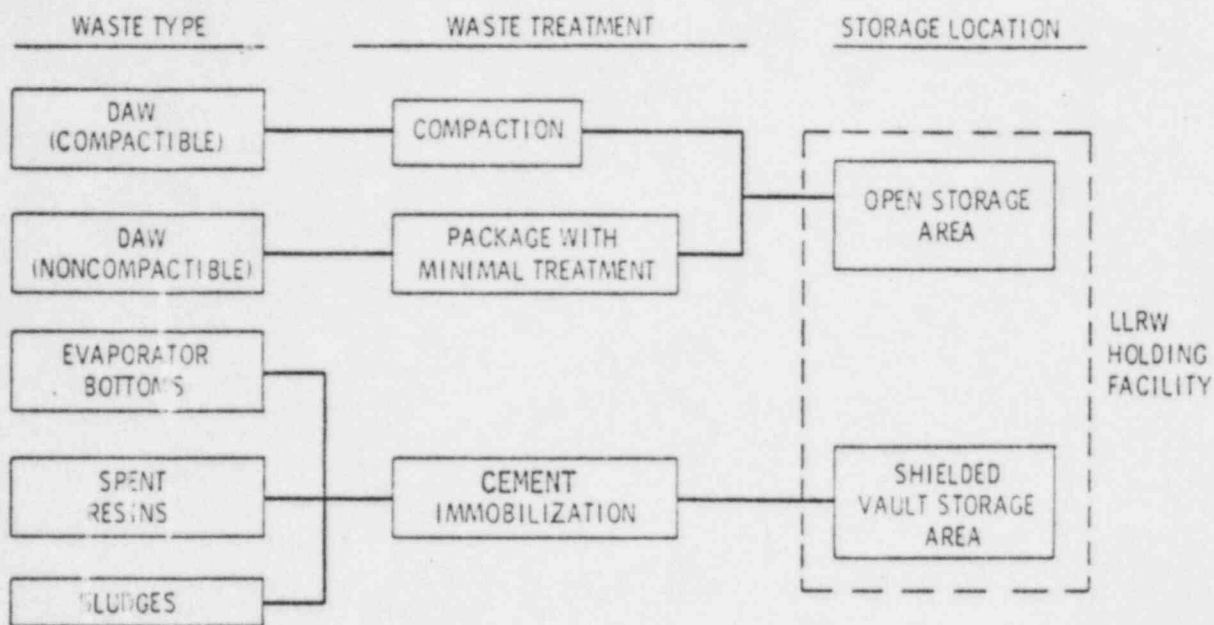 WASTE TYPE
WASTE TREATMENT
STORAGE LOCATION
DAW
(COMPACTIBLE)
COMPACTION
OPEN STORAGE
AREA
DAW
(NONCOMPACTIBLE)
PACKAGE WITH
MINIMAL TREATMENT
EVAPORATOR
BOTTOMS
LLRW
HOLDING
FACILITY
SPENT
RESINS
CEMENT
IMMOBILIZATION
SHIELDED
VAULT STORAGE
AREA
SLUDGES